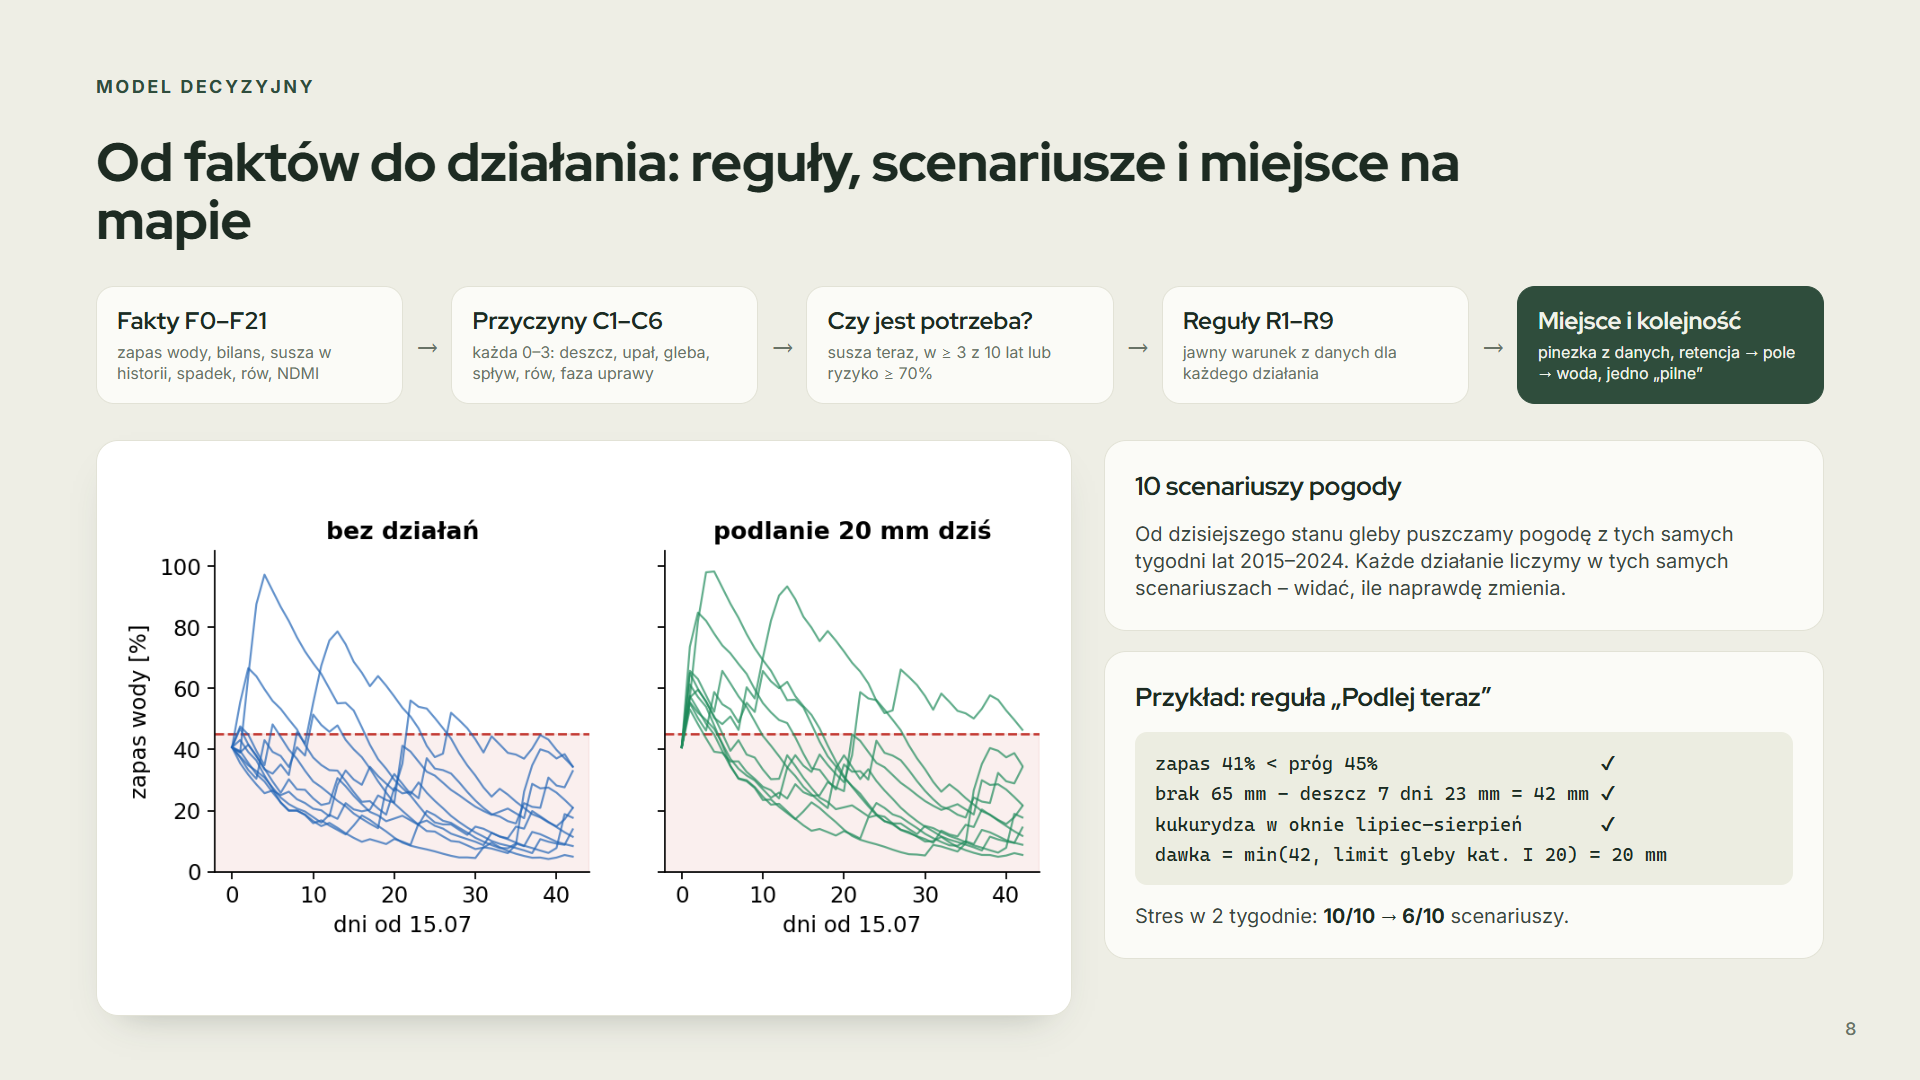 MODEL DECYZYJNY
Od faktów do działania: reguły, scenariusze i miejsce na
mapie
Fakty F0–F21
zapas wody, bilans, susza w
historii, spadek, rów, NDMI
→
Przyczyny C1–C6
każda 0–3: deszcz, upał, gleba,
spływ, rów, faza uprawy
→
Czy jest potrzeba?
susza teraz, w ≥ 3 z 10 lat lub
ryzyko ≥ 70%
→
Reguły R1–R9
jawny warunek z danych dla
każdego działania
→
Miejsce i kolejność
pinezka z danych, retencja → pole
→ woda, jedno „pilne”
bez działań
zapas wody [%]
100
80
60
40
20
0
0 10 20 30 40
dni od 15.07
podlanie 20 mm dziś
0 10 20 30 40
dni od 15.07
10 scenariuszy pogody
Od dzisiejszego stanu gleby puszczamy pogodę z tych samych
tygodni lat 2015–2024. Każde działanie liczymy w tych samych
scenariuszach – widać, ile naprawdę zmienia.
Przykład: reguła „Podlej teraz”
zapas 41% < próg 45% ✓
brak 65 mm − deszcz 7 dni 23 mm = 42 mm ✓
kukurydza w oknie lipiec–sierpień ✓
dawka = min(42, limit gleby kat. I 20) = 20 mm
Stres w 2 tygodnie: 10/10 → 6/10 scenariuszy.
8